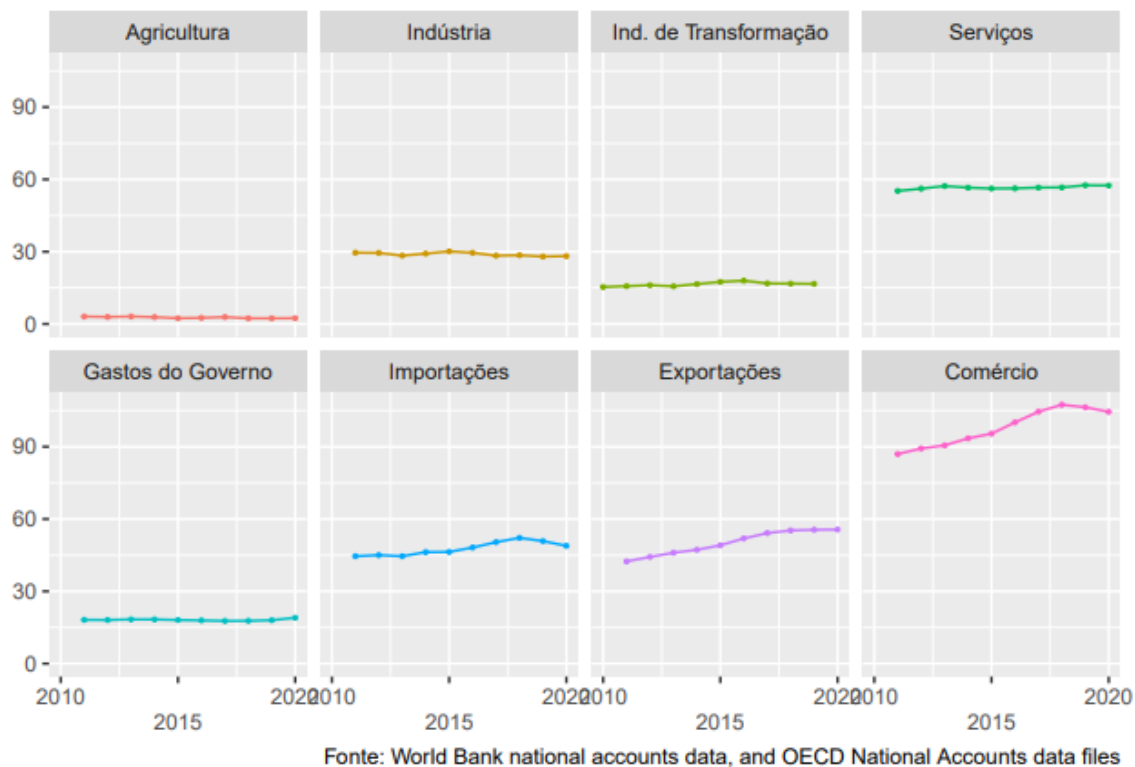 Agricultura Indústria Ind. de Transformação Serviços
90
60
30
0
Gastos do Governo Importações Exportações Comércio
90
60
30
0
2010 2020 2010 2020 2010 2020 2010 2020
2015 2015 2015 2015
Fonte: World Bank national accounts data, and OECD National Accounts data files